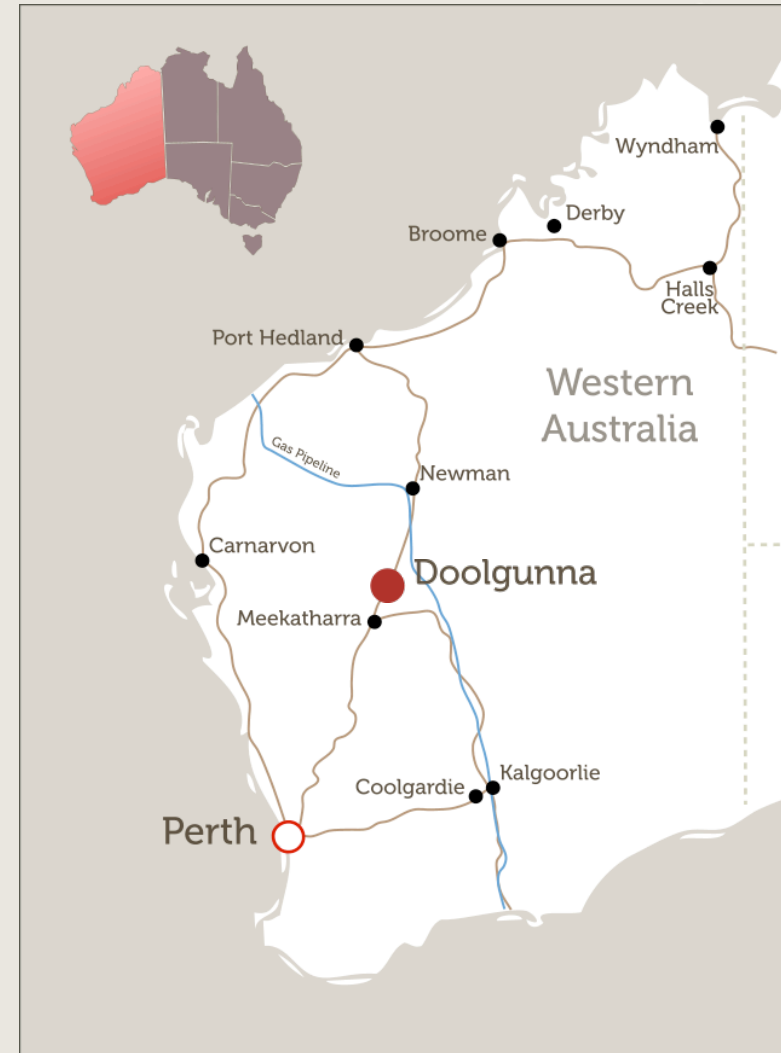 Wyndham
Derby
Broome
Halls
Creek
Port Hedland
Western
Australia
Gas Pipeline
Newman
Carnarvon
Doolgunna
Meekatharra
Kalgoorlie
Coolgardie
Perth